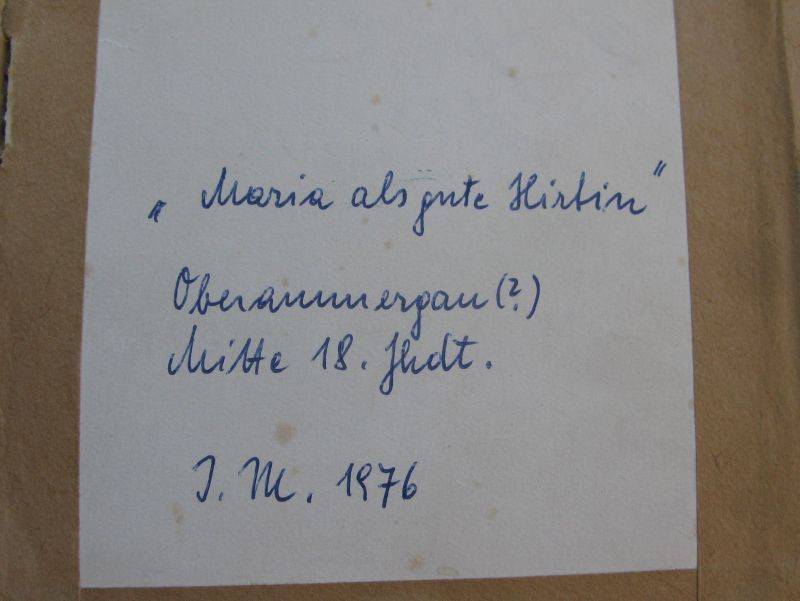 „Maria als gute Hirtin"
Oberammergau (?)
Mitte 18. Jhdt.
J. M. 1976